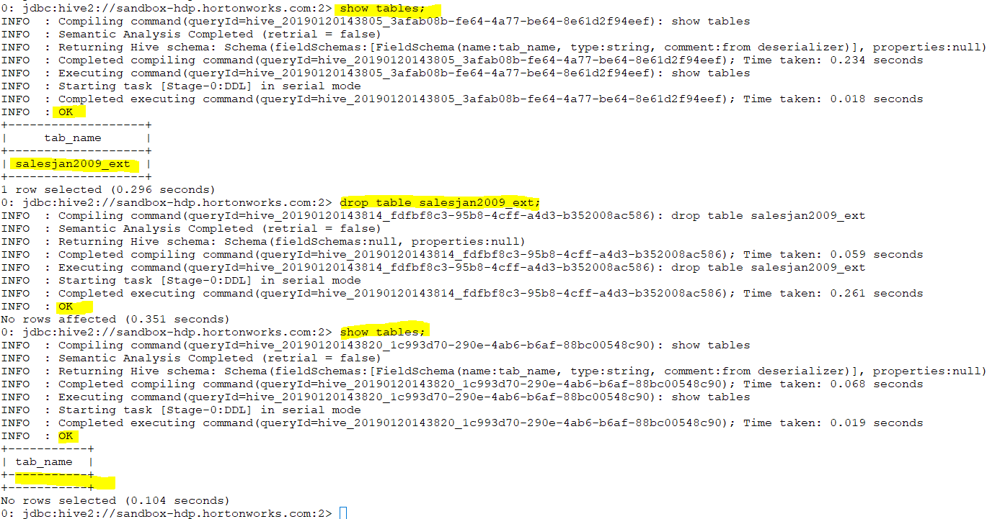 0: jdbc:hive2://sandbox-hdp.hortonworks.com:2> show tables;
INFO  : Compiling command(queryId=hive_20190120143805_3afab08b-fe64-4a77-be64-8e61d2f94eef): show tables
INFO  : Semantic Analysis Completed (retrial = false)
INFO  : Returning Hive schema: Schema(fieldSchemas:[FieldSchema(name:tab_name, type:string, comment:from deserializer)], properties:null)
INFO  : Completed compiling command(queryId=hive_20190120143805_3afab08b-fe64-4a77-be64-8e61d2f94eef); Time taken: 0.234 seconds
INFO  : Executing command(queryId=hive_20190120143805_3afab08b-fe64-4a77-be64-8e61d2f94eef): show tables
INFO  : Starting task [Stage-0:DDL] in serial mode
INFO  : Completed executing command(queryId=hive_20190120143805_3afab08b-fe64-4a77-be64-8e61d2f94eef); Time taken: 0.018 seconds
INFO  : OK
+-------------------+
|     tab_name      |
+-------------------+
| salesjan2009_ext  |
+-------------------+
1 row selected (0.296 seconds)
0: jdbc:hive2://sandbox-hdp.hortonworks.com:2> drop table salesjan2009_ext;
INFO  : Compiling command(queryId=hive_20190120143814_fdfbf8c3-95b8-4cff-a4d3-b352008ac586): drop table salesjan2009_ext
INFO  : Semantic Analysis Completed (retrial = false)
INFO  : Returning Hive schema: Schema(fieldSchemas:null, properties:null)
INFO  : Completed compiling command(queryId=hive_20190120143814_fdfbf8c3-95b8-4cff-a4d3-b352008ac586); Time taken: 0.059 seconds
INFO  : Executing command(queryId=hive_20190120143814_fdfbf8c3-95b8-4cff-a4d3-b352008ac586): drop table salesjan2009_ext
INFO  : Starting task [Stage-0:DDL] in serial mode
INFO  : Completed executing command(queryId=hive_20190120143814_fdfbf8c3-95b8-4cff-a4d3-b352008ac586); Time taken: 0.261 seconds
INFO  : OK
No rows affected (0.351 seconds)
0: jdbc:hive2://sandbox-hdp.hortonworks.com:2> show tables;
INFO  : Compiling command(queryId=hive_20190120143820_1c993d70-290e-4ab6-b6af-88bc00548c90): show tables
INFO  : Semantic Analysis Completed (retrial = false)
INFO  : Returning Hive schema: Schema(fieldSchemas:[FieldSchema(name:tab_name, type:string, comment:from deserializer)], properties:null)
INFO  : Completed compiling command(queryId=hive_20190120143820_1c993d70-290e-4ab6-b6af-88bc00548c90); Time taken: 0.068 seconds
INFO  : Executing command(queryId=hive_20190120143820_1c993d70-290e-4ab6-b6af-88bc00548c90): show tables
INFO  : Starting task [Stage-0:DDL] in serial mode
INFO  : Completed executing command(queryId=hive_20190120143820_1c993d70-290e-4ab6-b6af-88bc00548c90); Time taken: 0.019 seconds
INFO  : OK
+-----------+
| tab_name  |
+-----------+
+-----------+
No rows selected (0.104 seconds)
0: jdbc:hive2://sandbox-hdp.hortonworks.com:2>